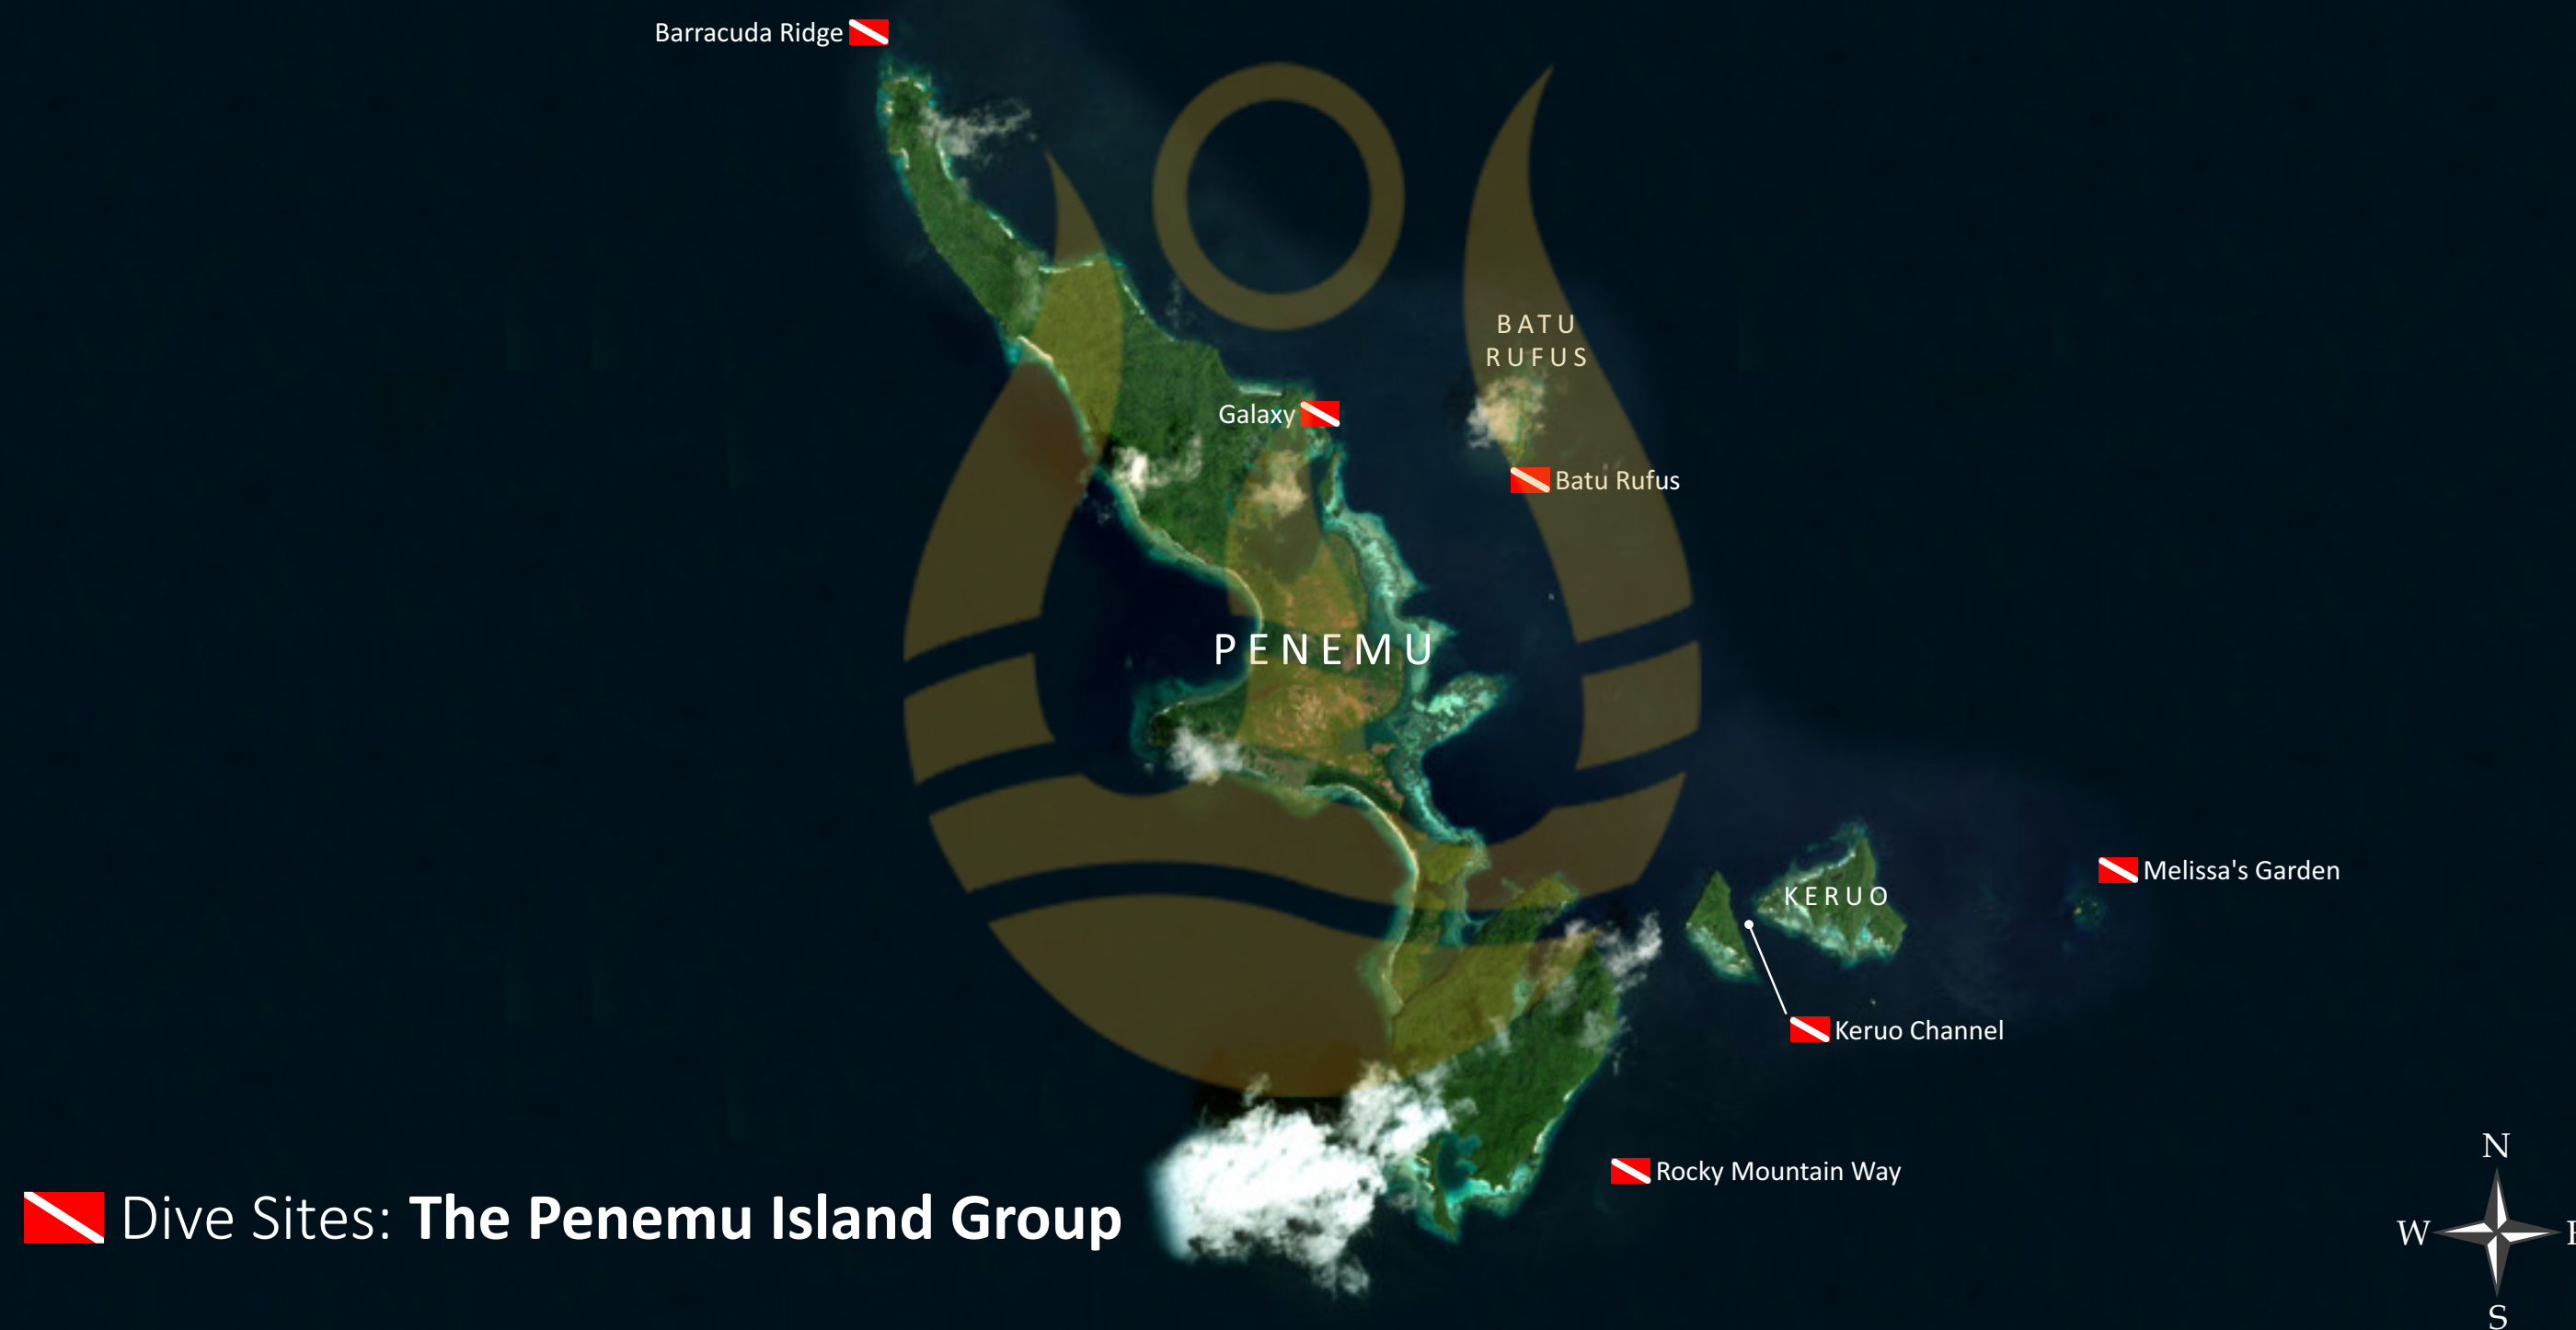 Barracuda Ridge
BATU
RUFUS
Galaxy
Batu Rufus
PENEMU
Melissa's Garden
KERUO
Keruo Channel
N
Rocky Mountain Way
Dive Sites: The Penemu Island Group
W
S